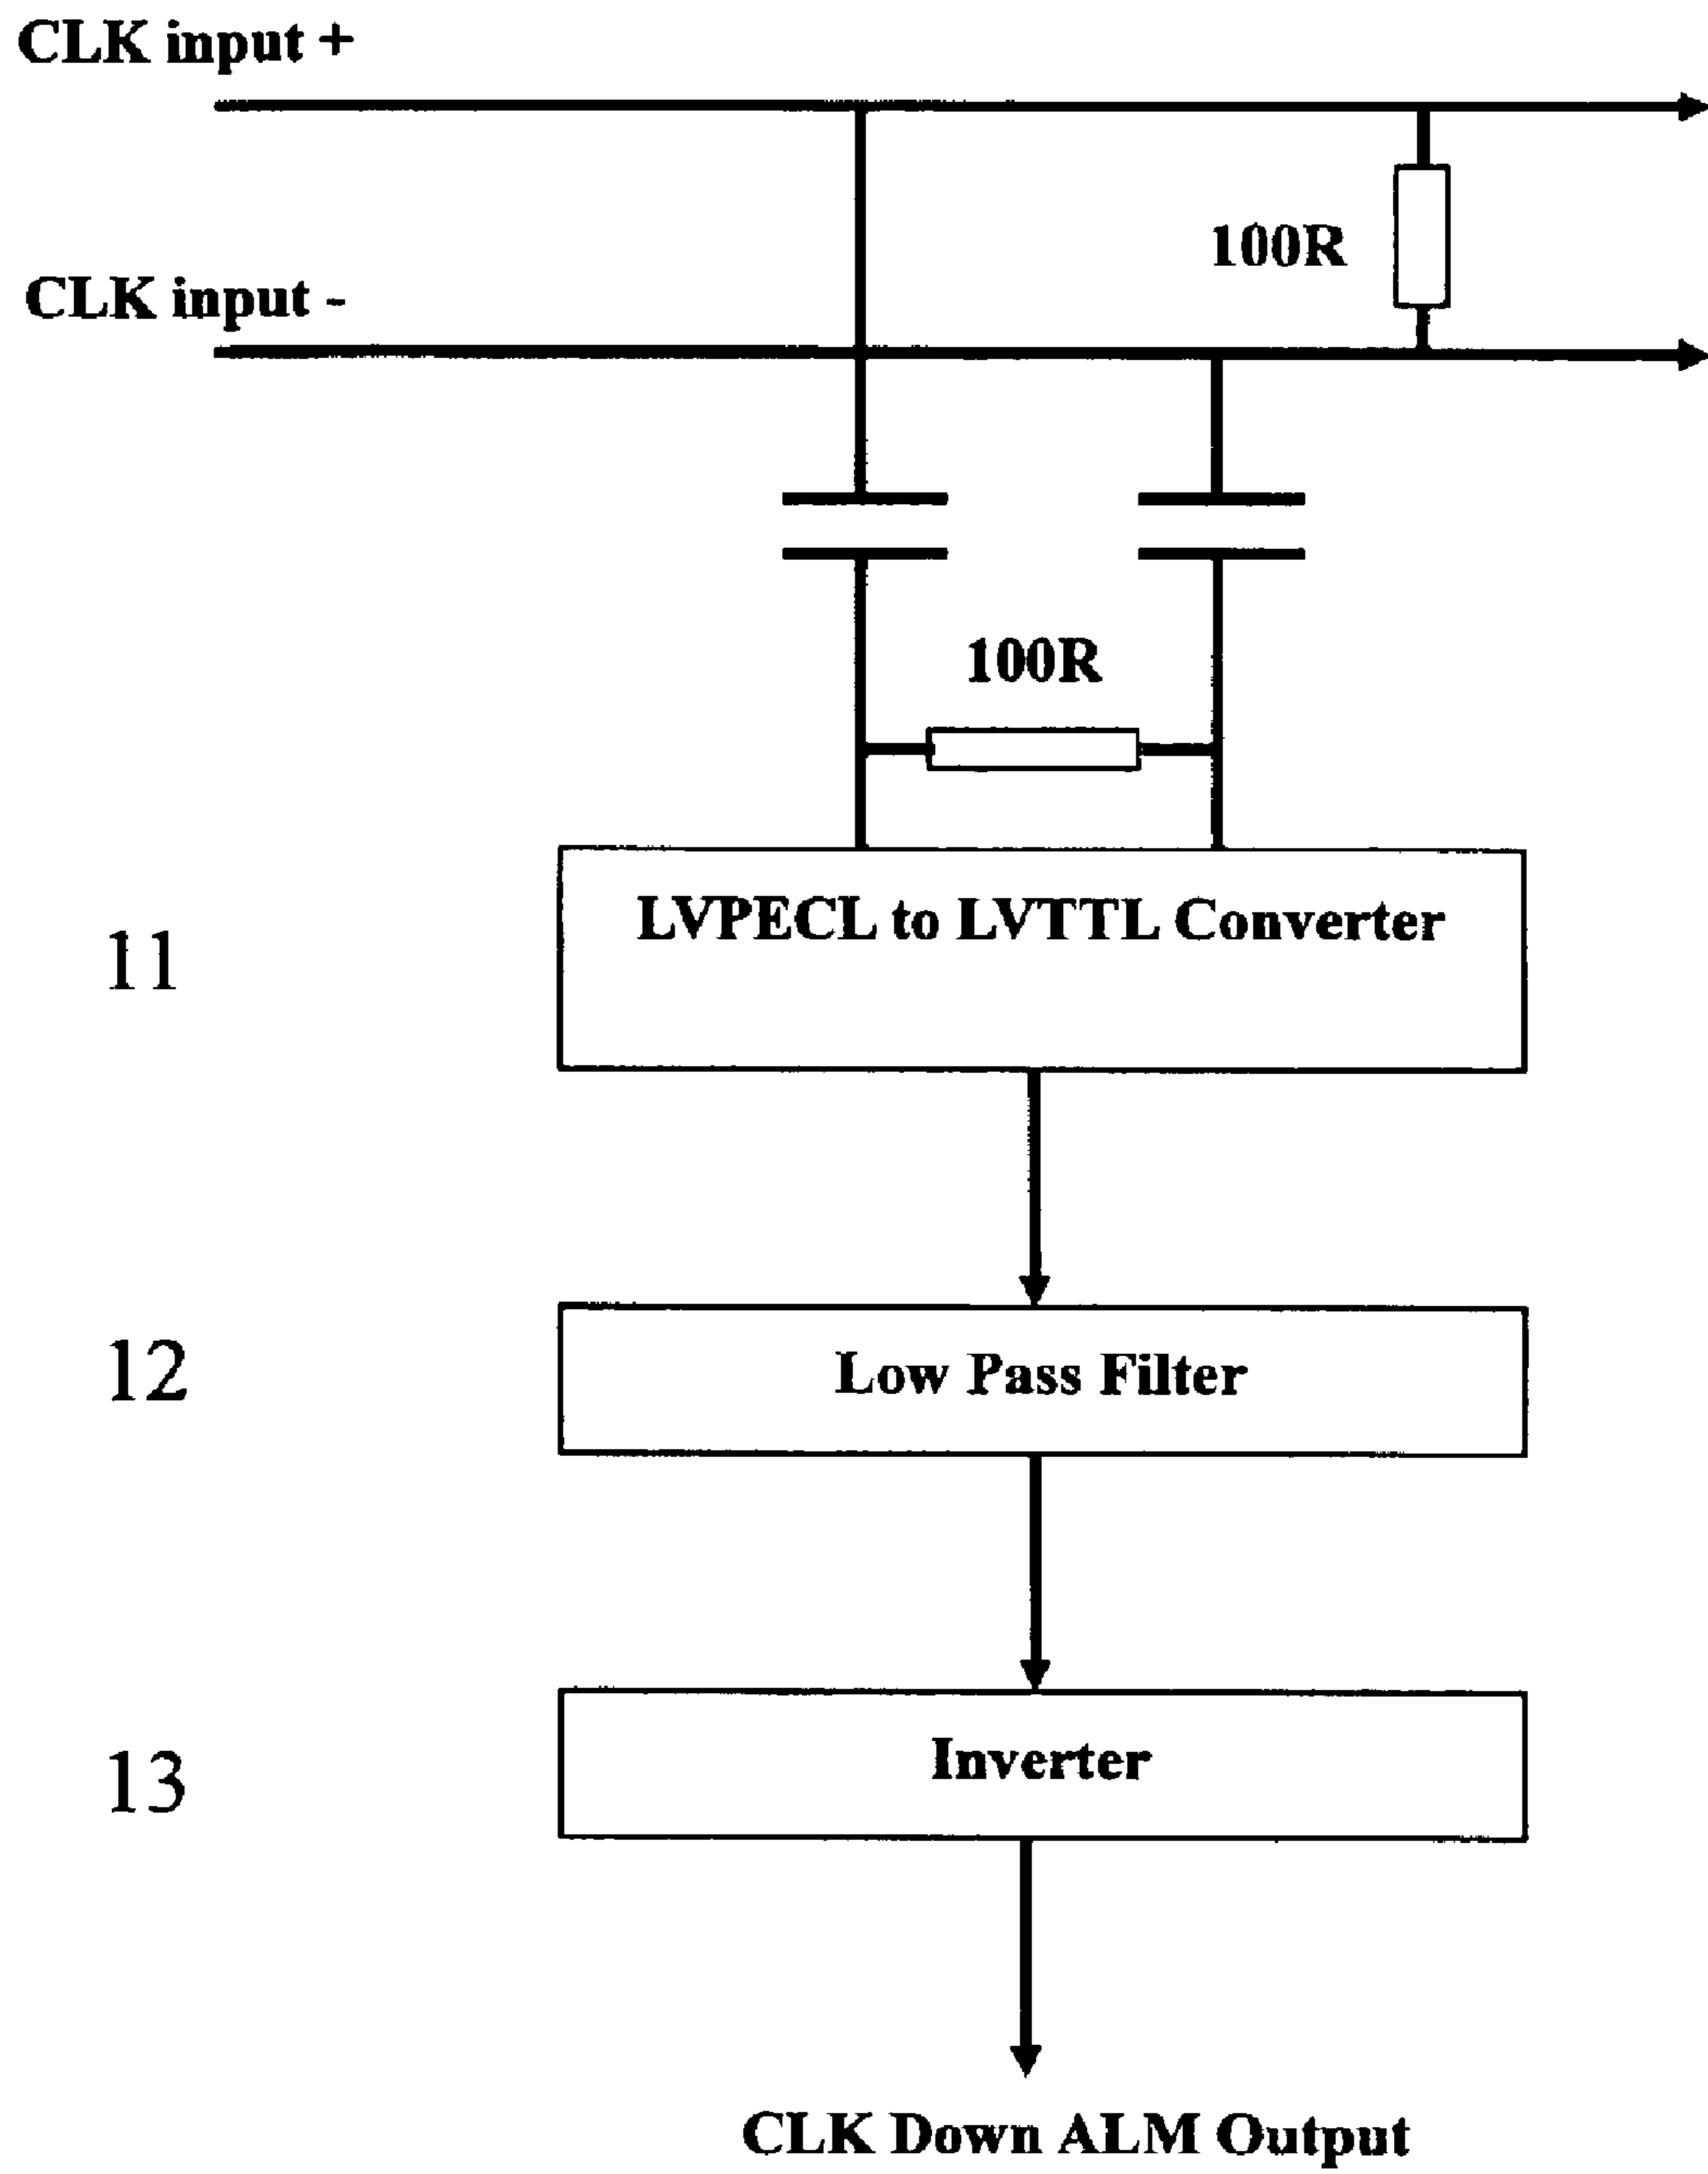 CLK input +
100R
CLK input -
100R
LVPECL to LVTTL Converter
11
12
Low Pass Filter
13
Inverter
CLK Down ALM Output